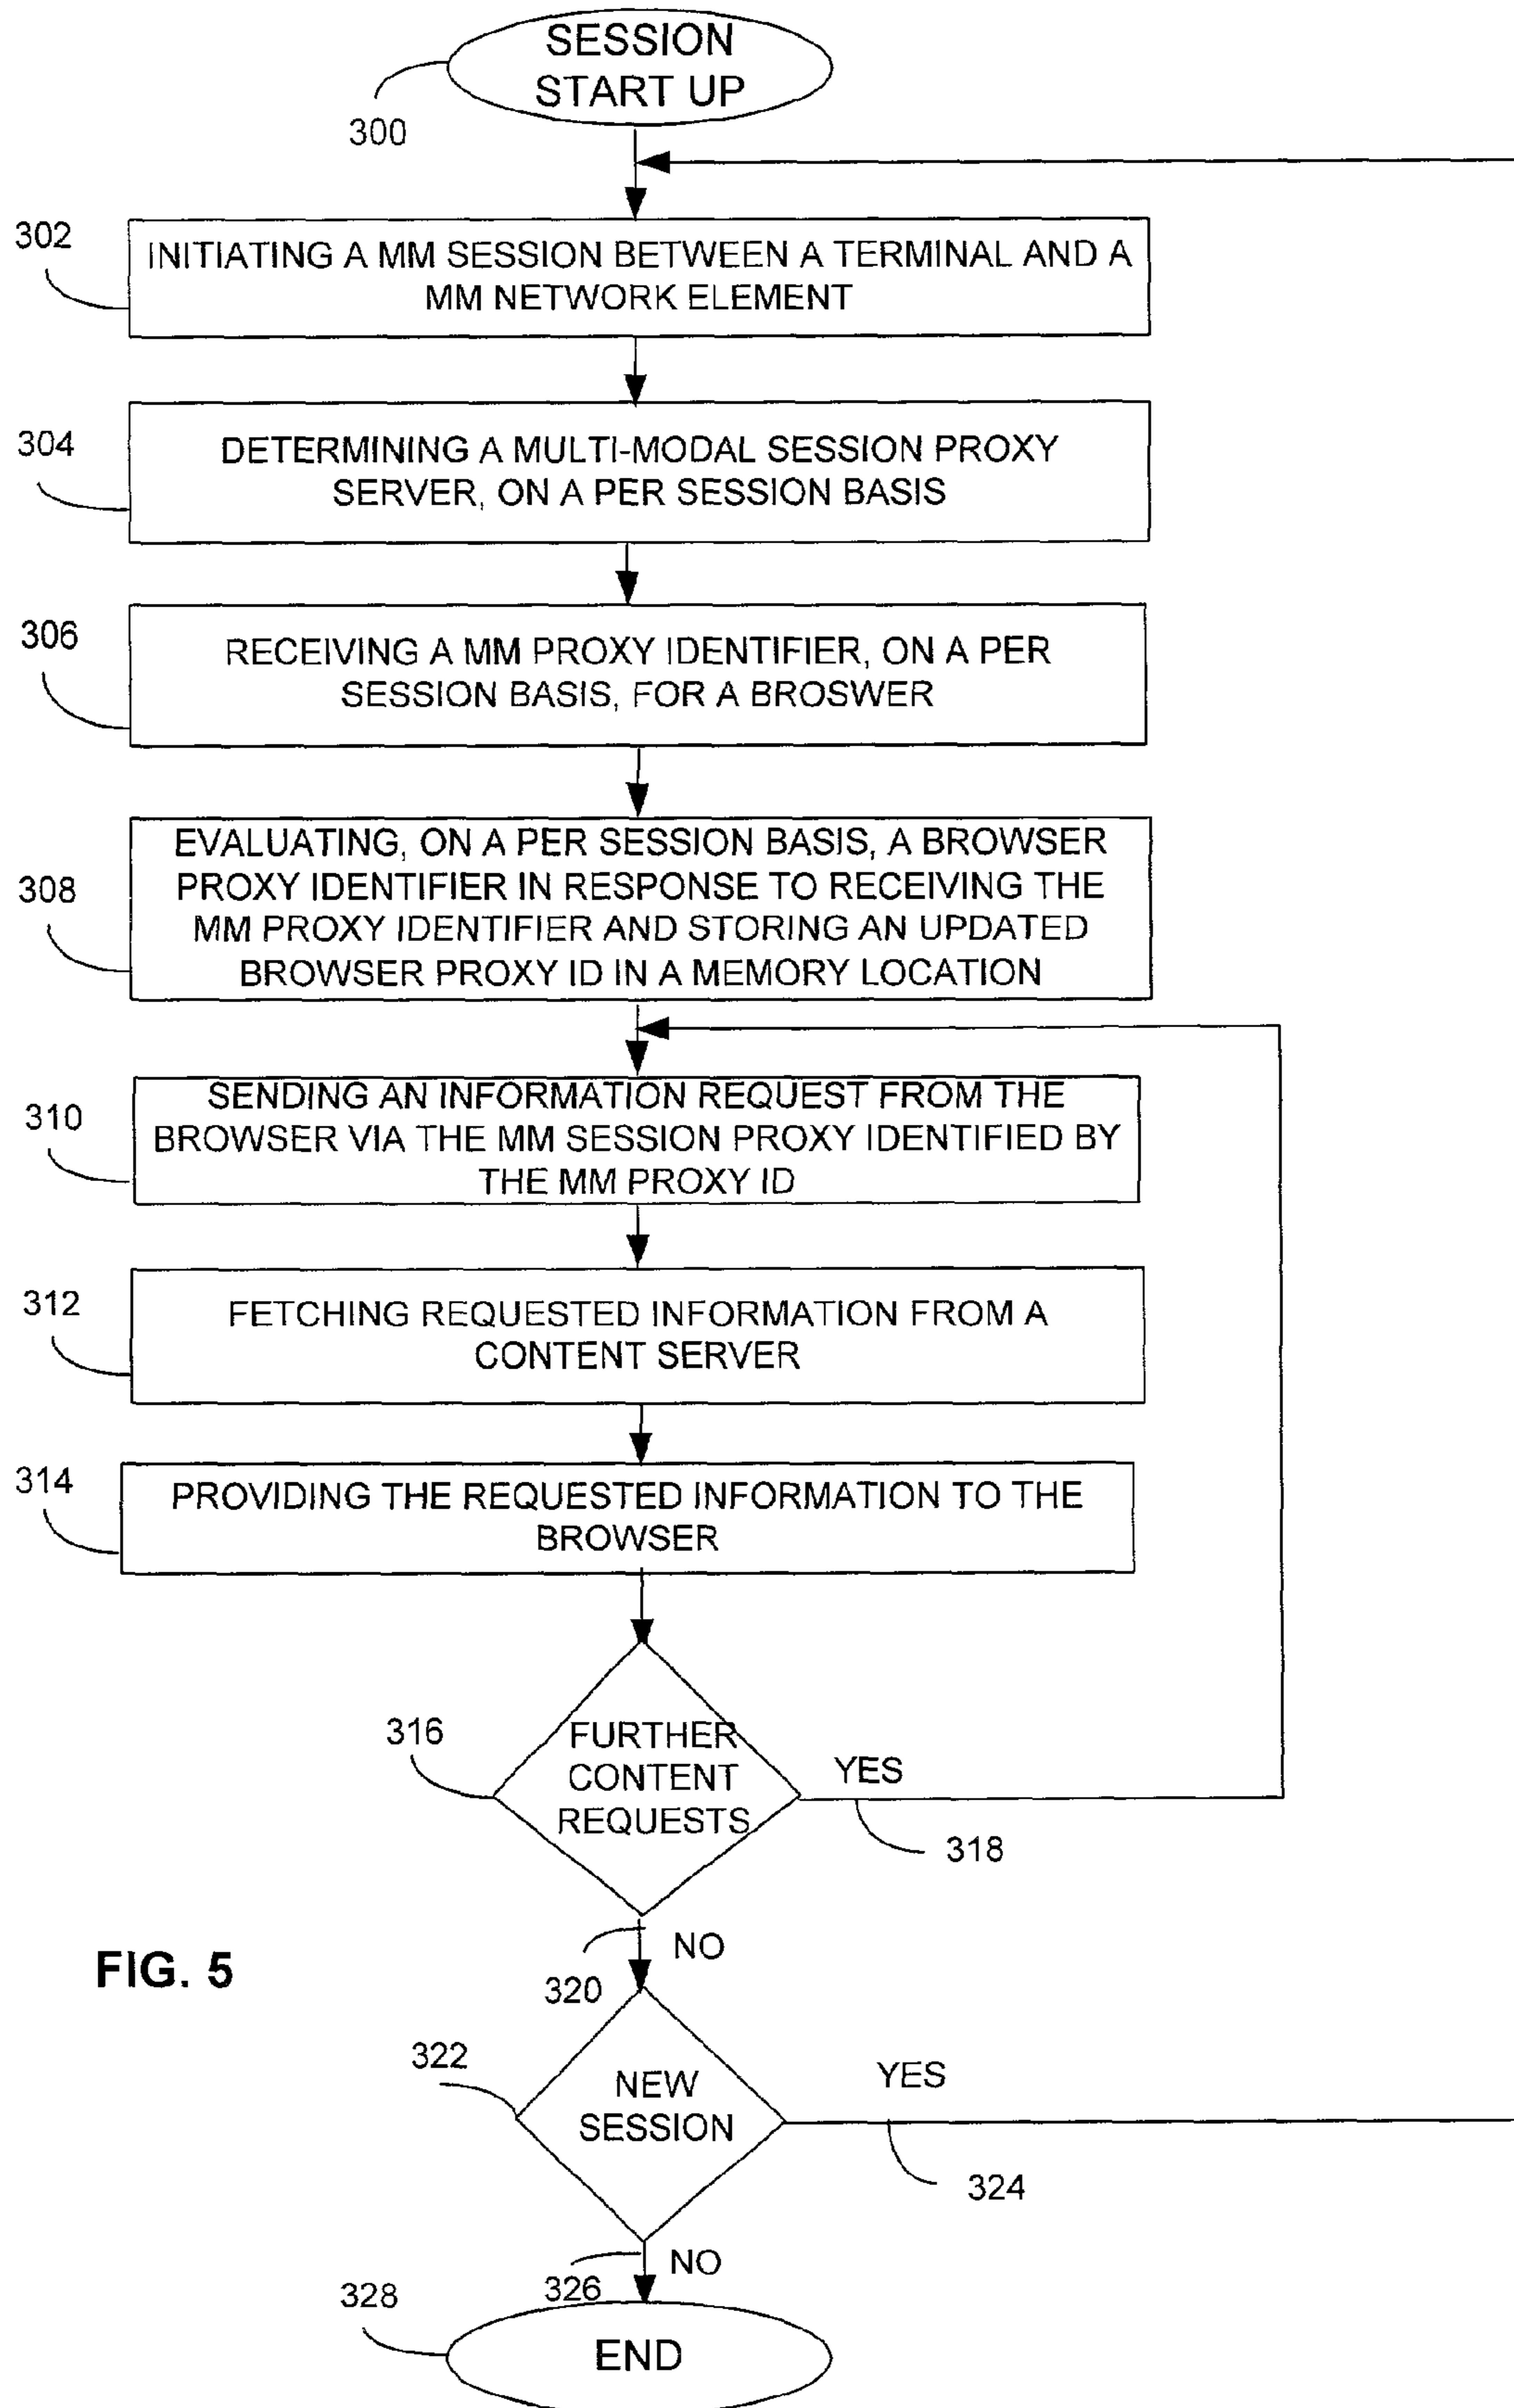 SESSION
START UP
300
302
INITIATING A MM SESSION BETWEEN A TERMINAL AND A
MM NETWORK ELEMENT
304
DETERMINING A MULTI-MODAL SESSION PROXY
SERVER, ON A PER SESSION BASIS
306
RECEIVING A MM PROXY IDENTIFIER, ON A PER
SESSION BASIS, FOR A BROSWER
308
EVALUATING, ON A PER SESSION BASIS, A BROWSER
PROXY IDENTIFIER IN RESPONSE TO RECEIVING THE
MM PROXY IDENTIFIER AND STORING AN UPDATED
BROWSER PROXY ID IN A MEMORY LOCATION
310
SENDING AN INFORMATION REQUEST FROM THE
BROWSER VIA THE MM SESSION PROXY IDENTIFIED BY
THE MM PROXY ID
312
FETCHING REQUESTED INFORMATION FROM A
CONTENT SERVER
314
PROVIDING THE REQUESTED INFORMATION TO THE
BROWSER
316
FURTHER
CONTENT
REQUESTS
YES
318
NO
320
FIG. 5
322
NEW
SESSION
YES
324
NO
326
328
END